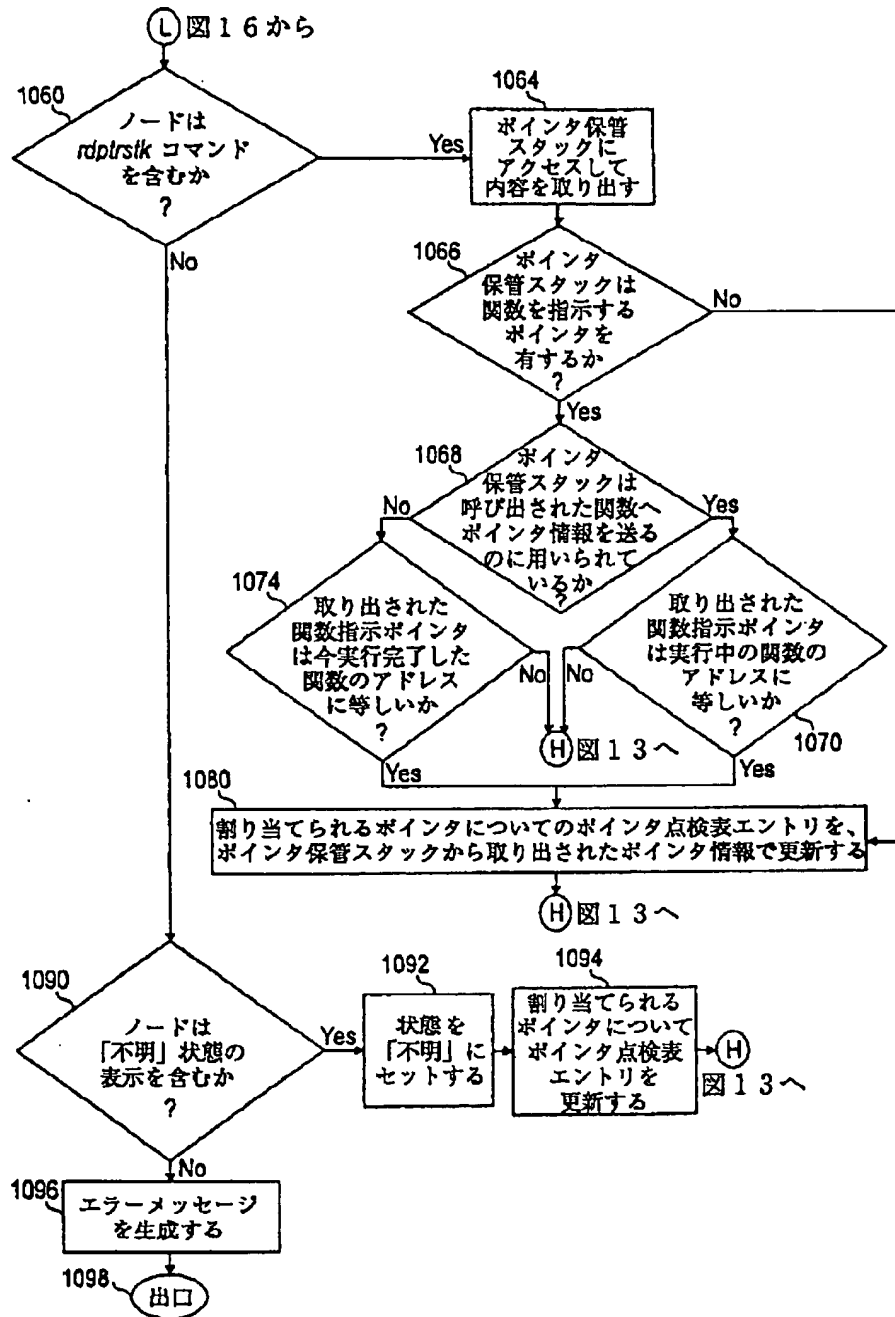 L 図16から
1060
ノードは
rdptrstk コマンド
を含むか
?
Yes
No
1064
ポインタ保管
スタックに
アクセスして
内容を取り出す
1066
ポインタ
保管スタックは
関数を指示する
ポインタを
有するか
?
No
Yes
1068
ポインタ
保管スタックは
呼び出された関数へ
ポインタ情報を送る
のに用いられて
いるか
?
No
Yes
1074
取り出された
関数指示ポインタ
は今実行完了した
関数のアドレス
に等しいか
?
No
Yes
取り出された
関数指示ポインタ
は実行中の関数の
アドレスに
等しいか
?
1070
No
Yes
H 図13へ
1080
割り当てられるポインタについてのポインタ点検表エントリを、
ポインタ保管スタックから取り出されたポインタ情報で更新する
H 図13へ
1090
ノードは
「不明」状態の
表示を含むか
?
Yes
No
1092
状態を
「不明」に
セットする
1094
割り当てられる
ポインタについて
ポインタ点検表
エントリを
更新する
H
図13へ
1096
エラーメッセージ
を生成する
1098
出口